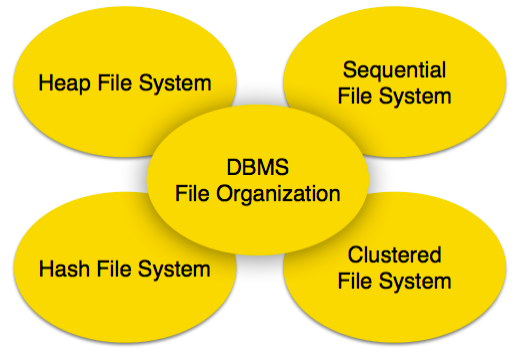 Heap File System
Sequential
File System
DBMS
File Organization
Hash File System
Clustered
File System